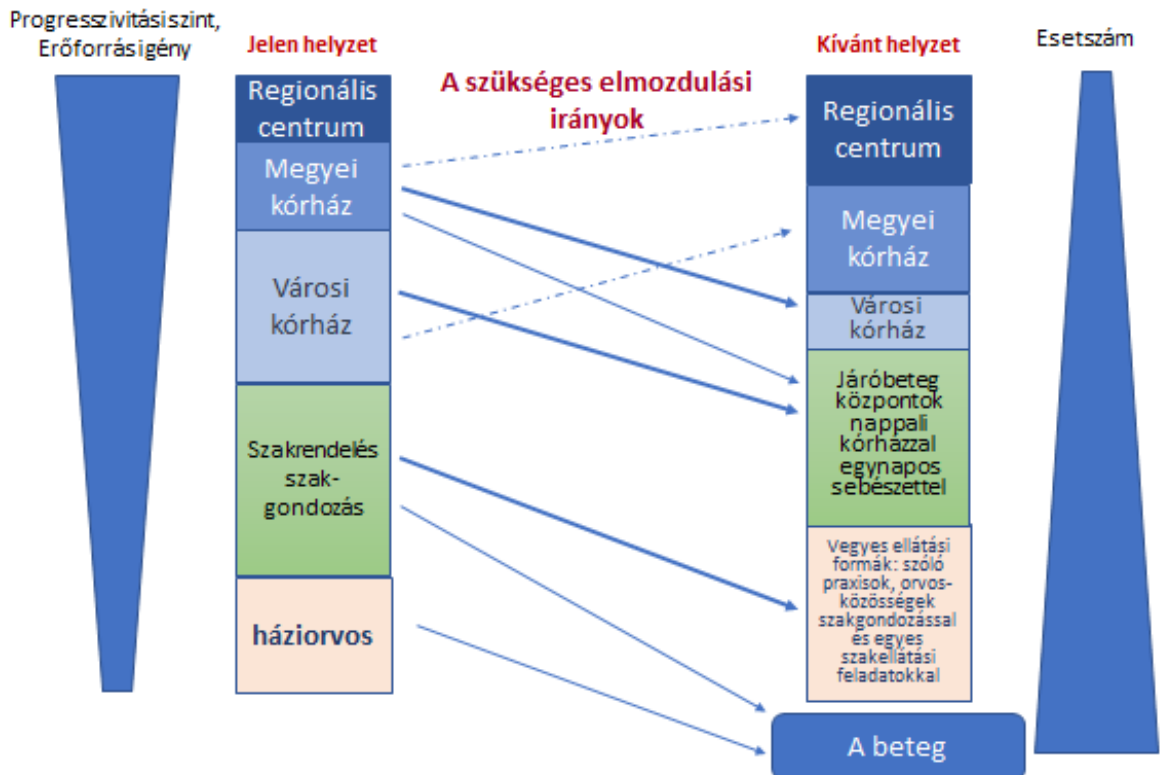 Progresszivitási szint,
Erőforrásigény
Jelen helyzet
Regionális
centrum
Megyei
kórház
Városi
kórház
Szakrendelés
szak-
gondozás
háziorvos
A szükséges elmozdulási
irányok
Kívánt helyzet
Regionális
centrum
Megyei
kórház
Városi
kórház
Járóbeteg
központok
nappali
kórházzal
egynapos
sebészettel
Vegyes ellátási
formák: szóló
praxisok, orvos-
közösségek
szakgondozással
és egyes
szakellátási
feladatokkal
A beteg
Esetszám